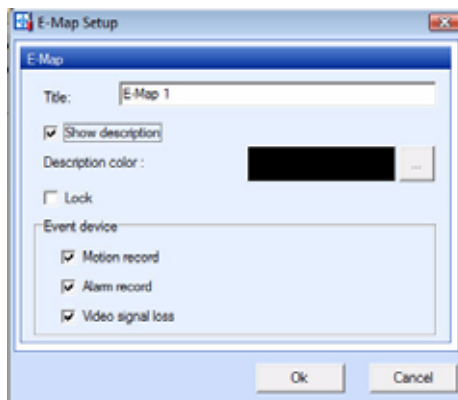 E-Map Setup
E-Map
Title: E-Map 1
Show description
Description color : ...
Lock
Event device
Motion record
Alarm record
Video signal loss
Ok Cancel